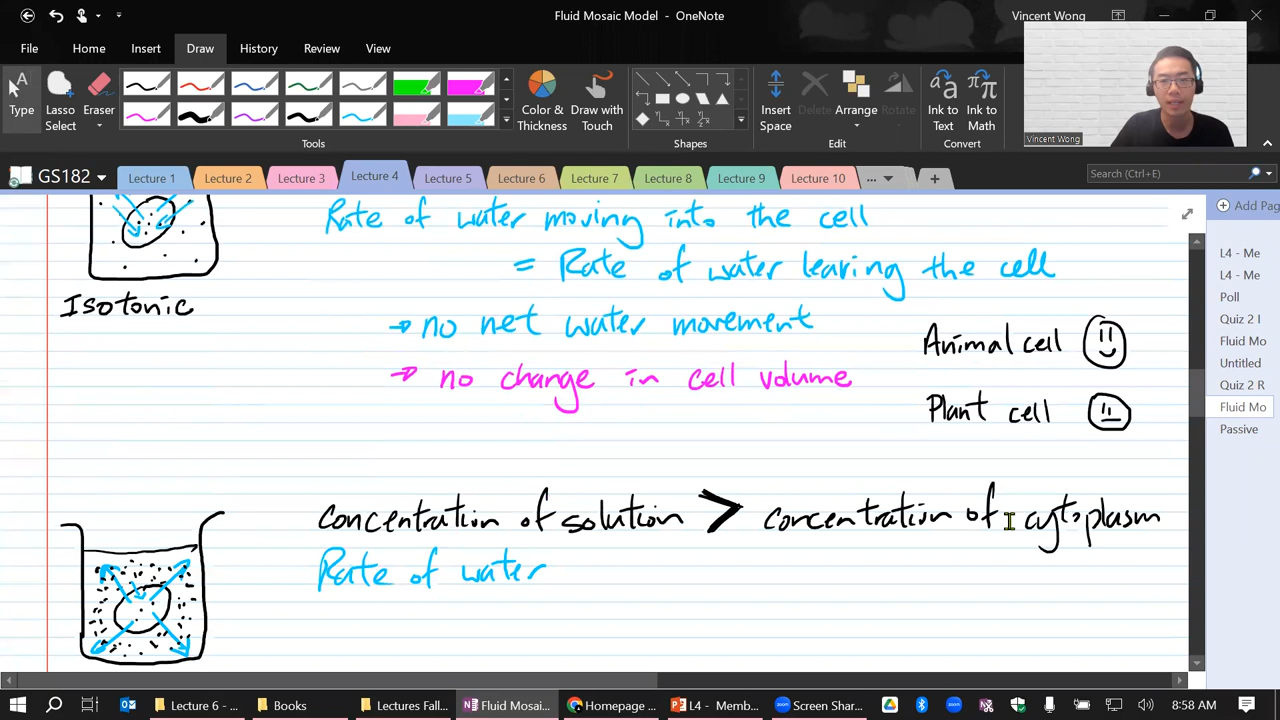 Fluid Mosaic Model - OneNote
Vincent Wong
File Home Insert Draw History Review View
Type
Lasso Select
Eraser
Color & Thickness
Draw with Touch
Insert Space
Delete
Arrange
Rotate
Ink to Text
Ink to Math
Tools
Shapes
Edit
Convert
Vincent Wong
GS182
Lecture 1 Lecture 2 Lecture 3 Lecture 4 Lecture 5 Lecture 6 Lecture 7 Lecture 8 Lecture 9 Lecture 10 ...
Search (Ctrl+E)
Add Pag
L4 - Me
L4 - Me
Poll
Quiz 2 I
Fluid Mo
Untitled
Quiz 2 R
Fluid Mo
Passive
Rate of water moving into the cell
= Rate of water leaving the cell
Isotonic
→ no net water movement
Animal cell
→ no change in cell volume
Plant cell
concentration of solution > concentration of cytoplasm
Rate of water
Lecture 6 -
Books
Lectures Fall...
Fluid Mosai...
Homepage ...
L4 - Memb...
Screen Shar...
8:58 AM